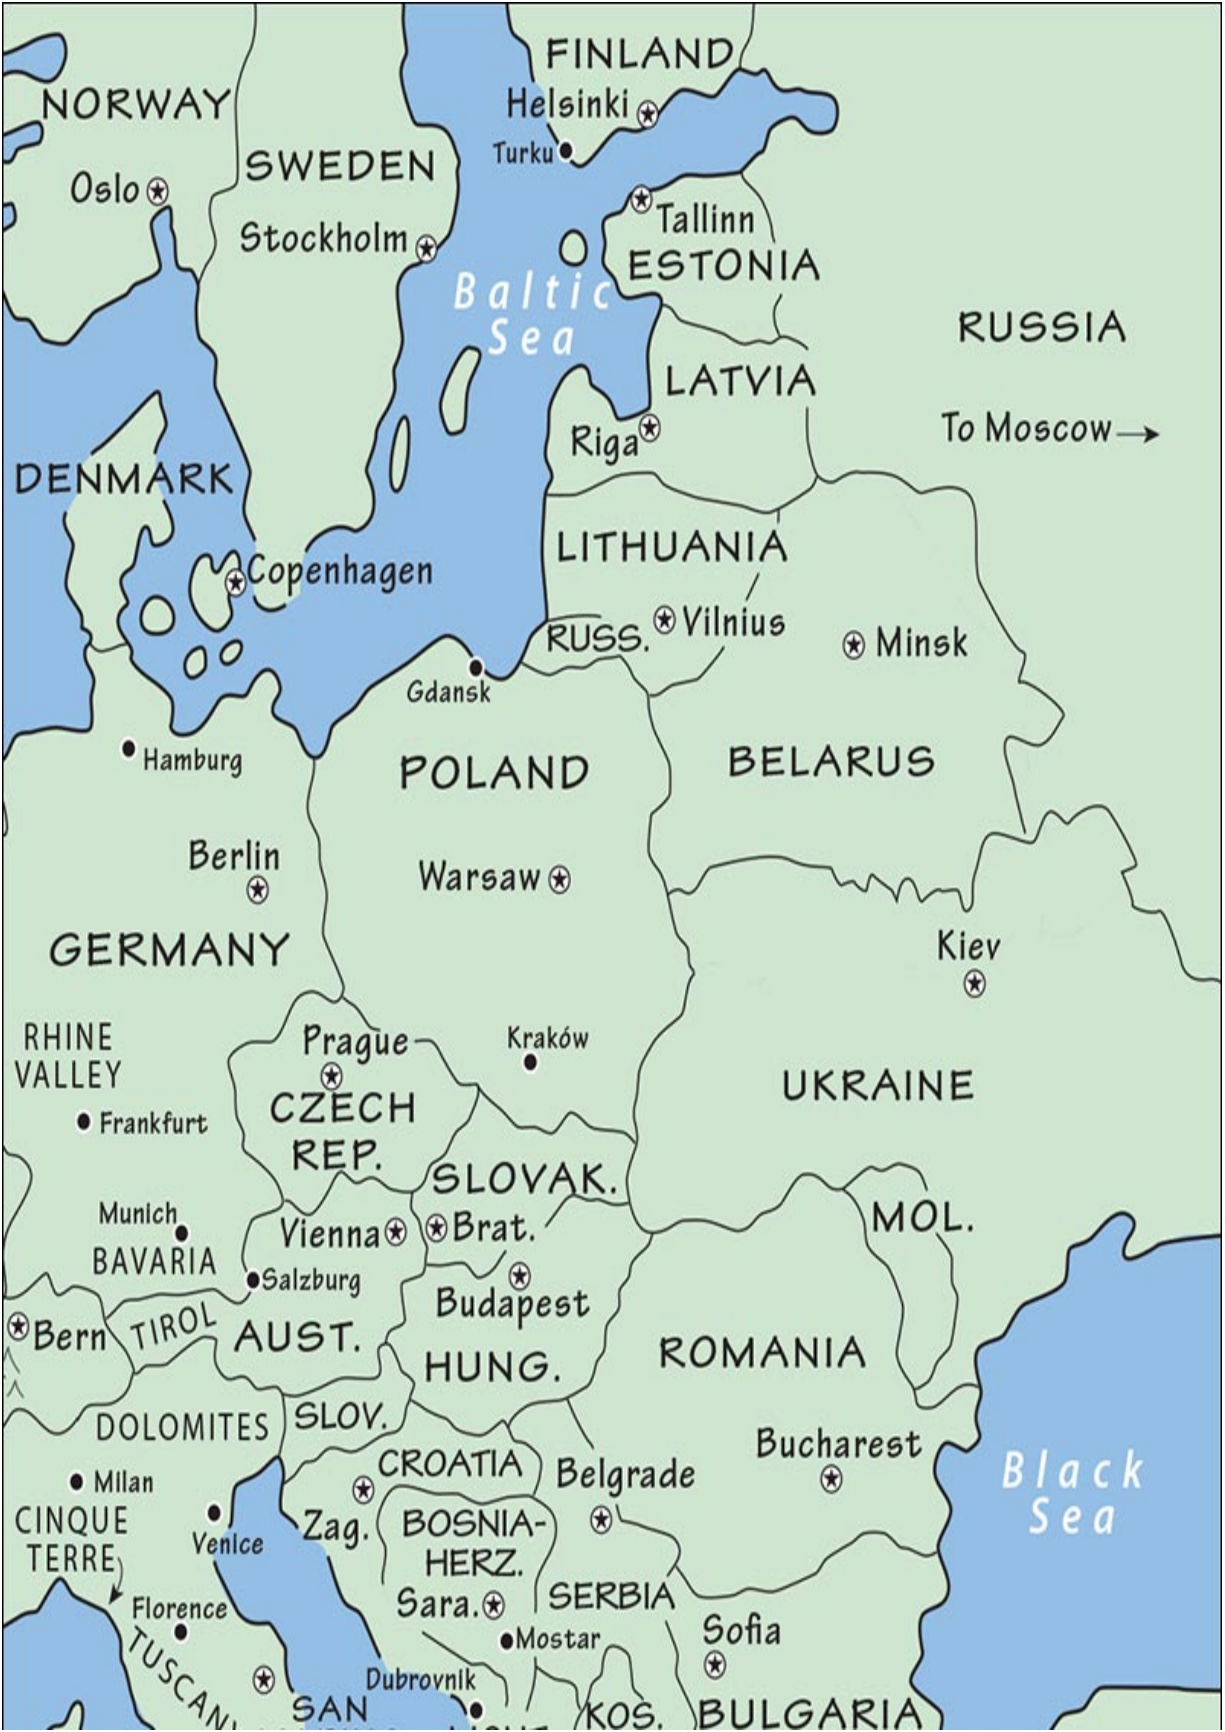 FINLAND
NORWAY
Helsinki
Turku
SWEDEN
Oslo
Stockholm
Tallinn
ESTONIA
Baltic
Sea
RUSSIA
LATVIA
To Moscow
Riga
DENMARK
LITHUANIA
Copenhagen
Vilnius
RUSS.
Minsk
Gdansk
Hamburg
POLAND
BELARUS
Berlin
Warsaw
GERMANY
Kiev
RHINE
VALLEY
Prague
Kraków
UKRAINE
Frankfurt
CZECH
REP.
SLOVAK.
Munich
BAVARIA
Vienna
Brat.
MOL.
Salzburg
Budapest
Bern
TIROL
AUST.
HUNG.
ROMANIA
DOLOMITES
SLOV.
Bucharest
CROATIA
Belgrade
Black
Sea
Milan
CINQUE
TERRE
Venice
Zag.
BOSNIA-
HERZ.
Sara.
SERBIA
Florence
Mostar
Sofia
TUSCANY
Dubrovnik
SAN
KOS.
BULGARIA